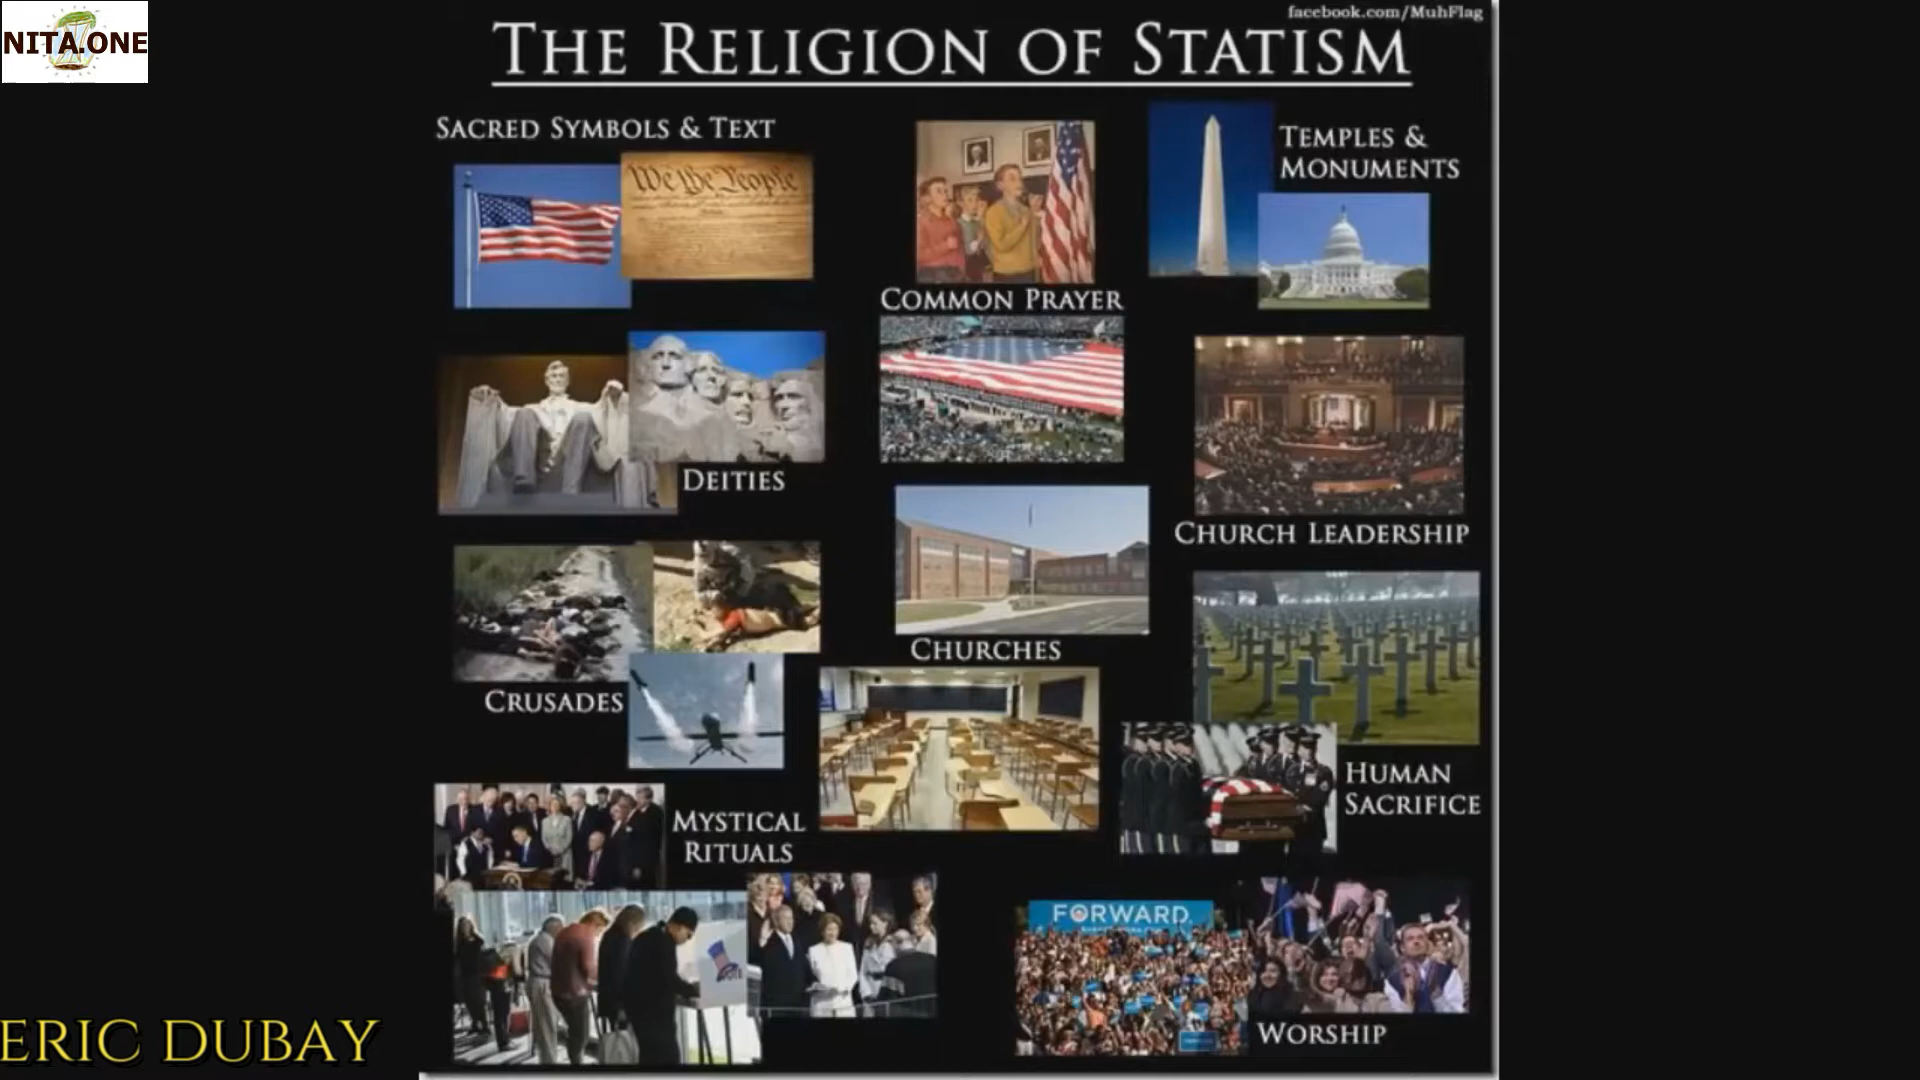 facebook.com/MuhFlag
NITA.ONE
THE RELIGION OF STATISM
SACRED SYMBOLS & TEXT
We the People
TEMPLES &
MONUMENTS
COMMON PRAYER
DEITIES
CHURCH LEADERSHIP
CHURCHES
CRUSADES
HUMAN
SACRIFICE
MYSTICAL
RITUALS
VOTE
FORWARD.
WORSHIP
ERIC DUBAY